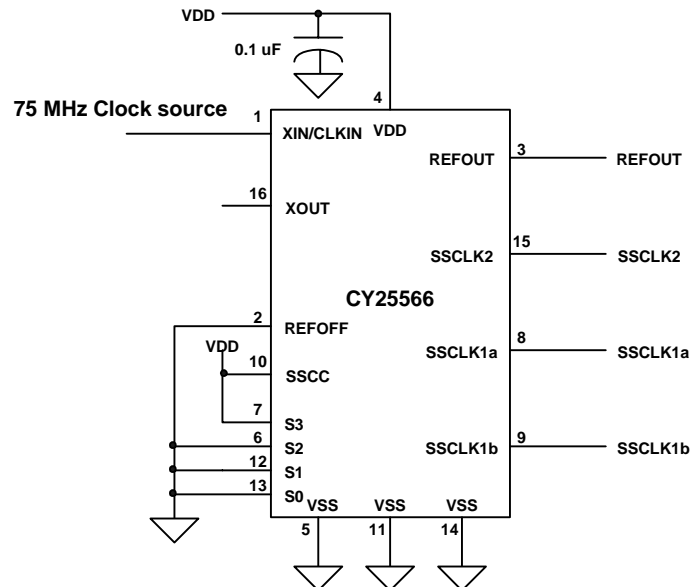 VDD
0.1 uF
75 MHz Clock source
1
4
XIN/CLKIN
VDD
REFOUT
3
REFOUT
16
XOUT
SSCLK2
15
SSCLK2
CY25566
2
REFOFF
VDD
10
SSCC
SSCLK1a
8
SSCLK1a
7
S3
6
S2
12
S1
13
S0
SSCLK1b
9
SSCLK1b
VSS
VSS
VSS
5
11
14